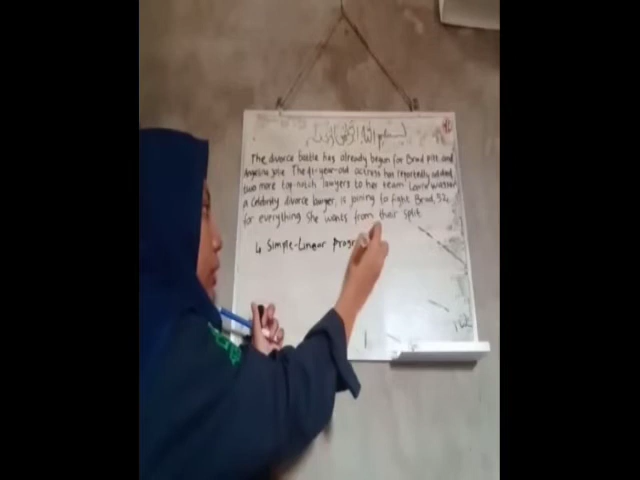 بسم الله الرحمن الرحيم
The divorce battle has already begun for Brad pitt and
Angelina jolie The 41-year-old actress has reportedly added
two more top-notch lawyers to her team Laura wasser
a Celebrity divorce lawyer, is joining to fight Brad, 52,
for everything She wants from their split
↳ Simple-Linear Progr